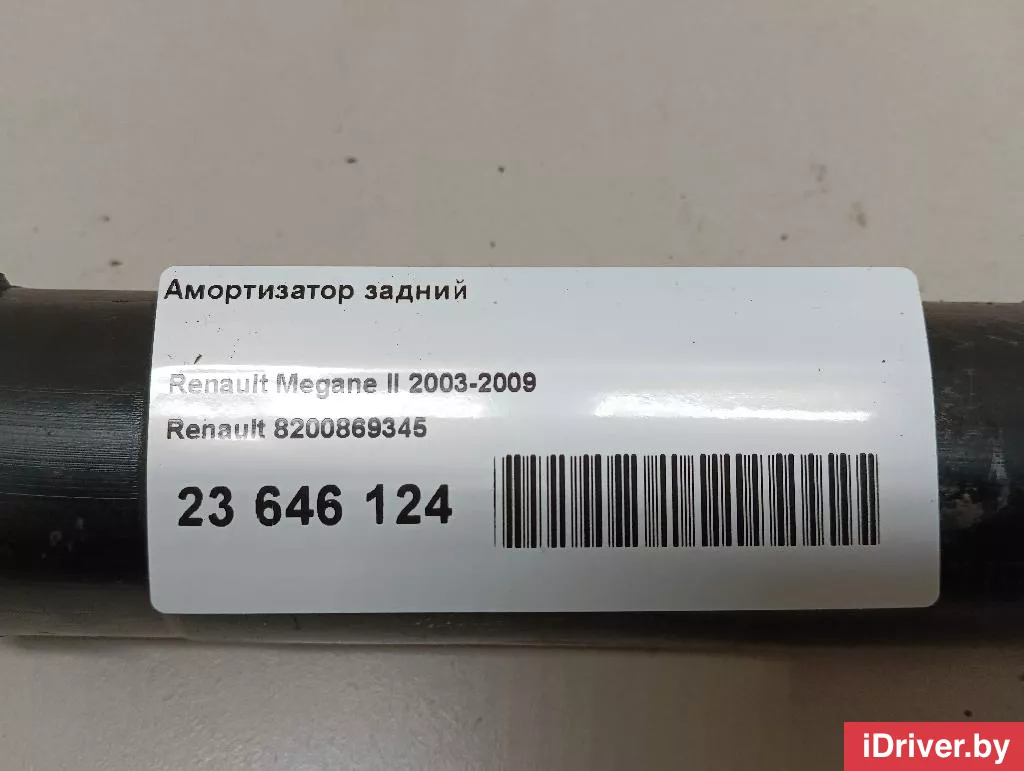 Амортизатор задний
Renault Megane II 2003-2009
Renault 8200869345
23 646 124
iDriver.by